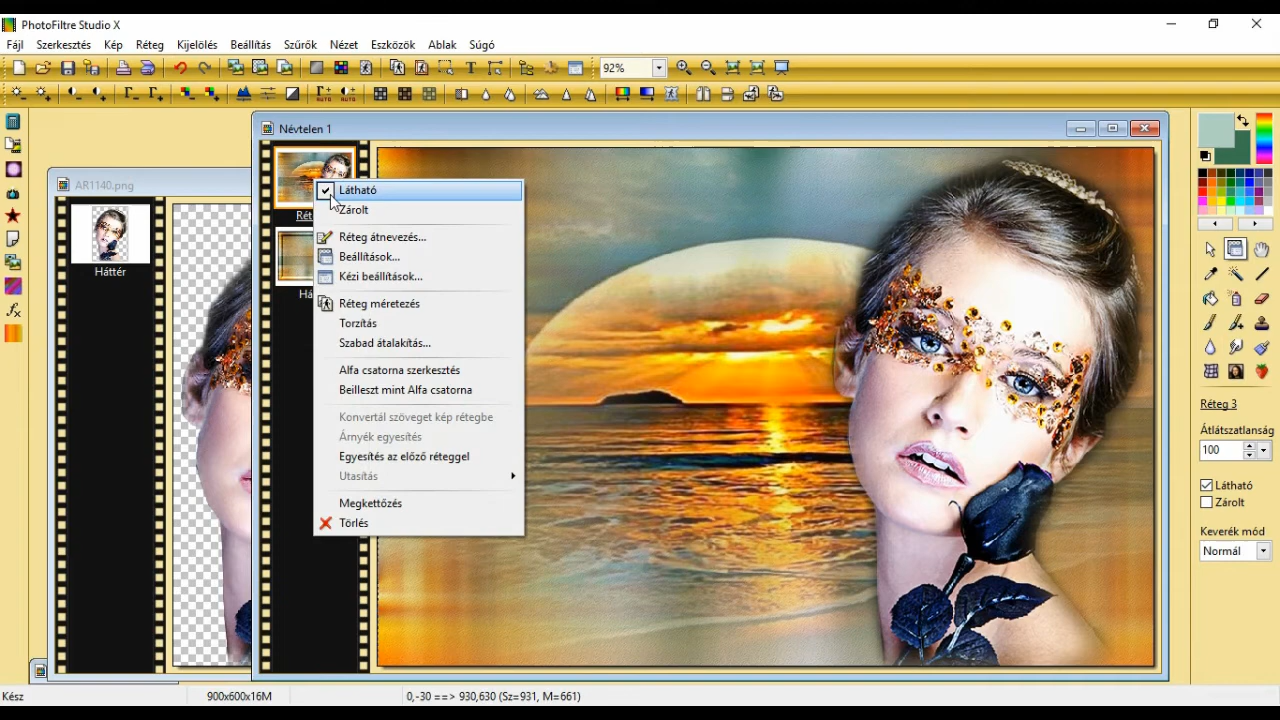 PhotoFiltre Studio X
Fájl Szerkesztés Kép Réteg Kijelölés Beállítás Szűrők Nézet Eszközök Ablak Súgó
92%
AUTO AUTO
Névtelen 1
AR1140.png
Háttér
Látható
Zárolt
Réteg átnevezés...
Beállítások...
Kézi beállítások...
Réteg méretezés
Torzítás
Szabad átalakítás...
Alfa csatorna szerkesztés
Beilleszt mint Alfa csatorna
Konvertál szöveget kép rétegbe
Árnyék egyesítés
Egyesítés az előző réteggel
Utasítás
Megkettőzés
Törlés
Réteg 3
Átlátszatlanság
100
Látható
Zárolt
Keverék mód
Normál
Kész
900x600x16M
0,-30 ==> 930,630 (Sz=931, M=661)